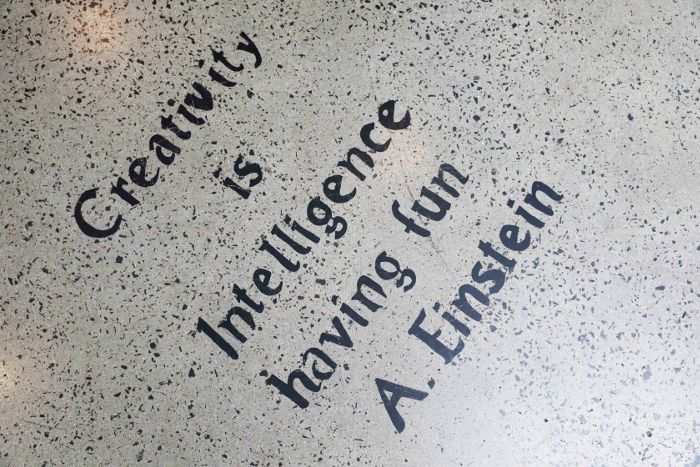 Creativity
is
Intelligence
having fun
A. Einstein